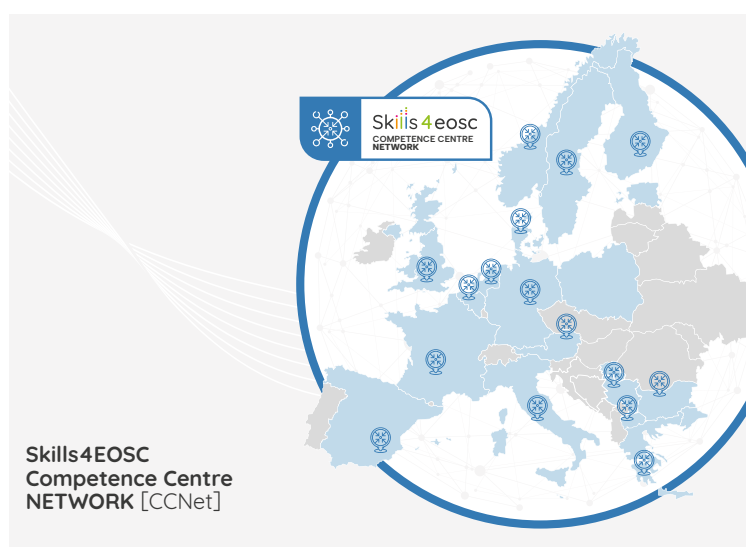 Skills4eosc
COMPETENCE CENTRE
NETWORK
Skills4EOSC
Competence Centre
NETWORK [CCNet]